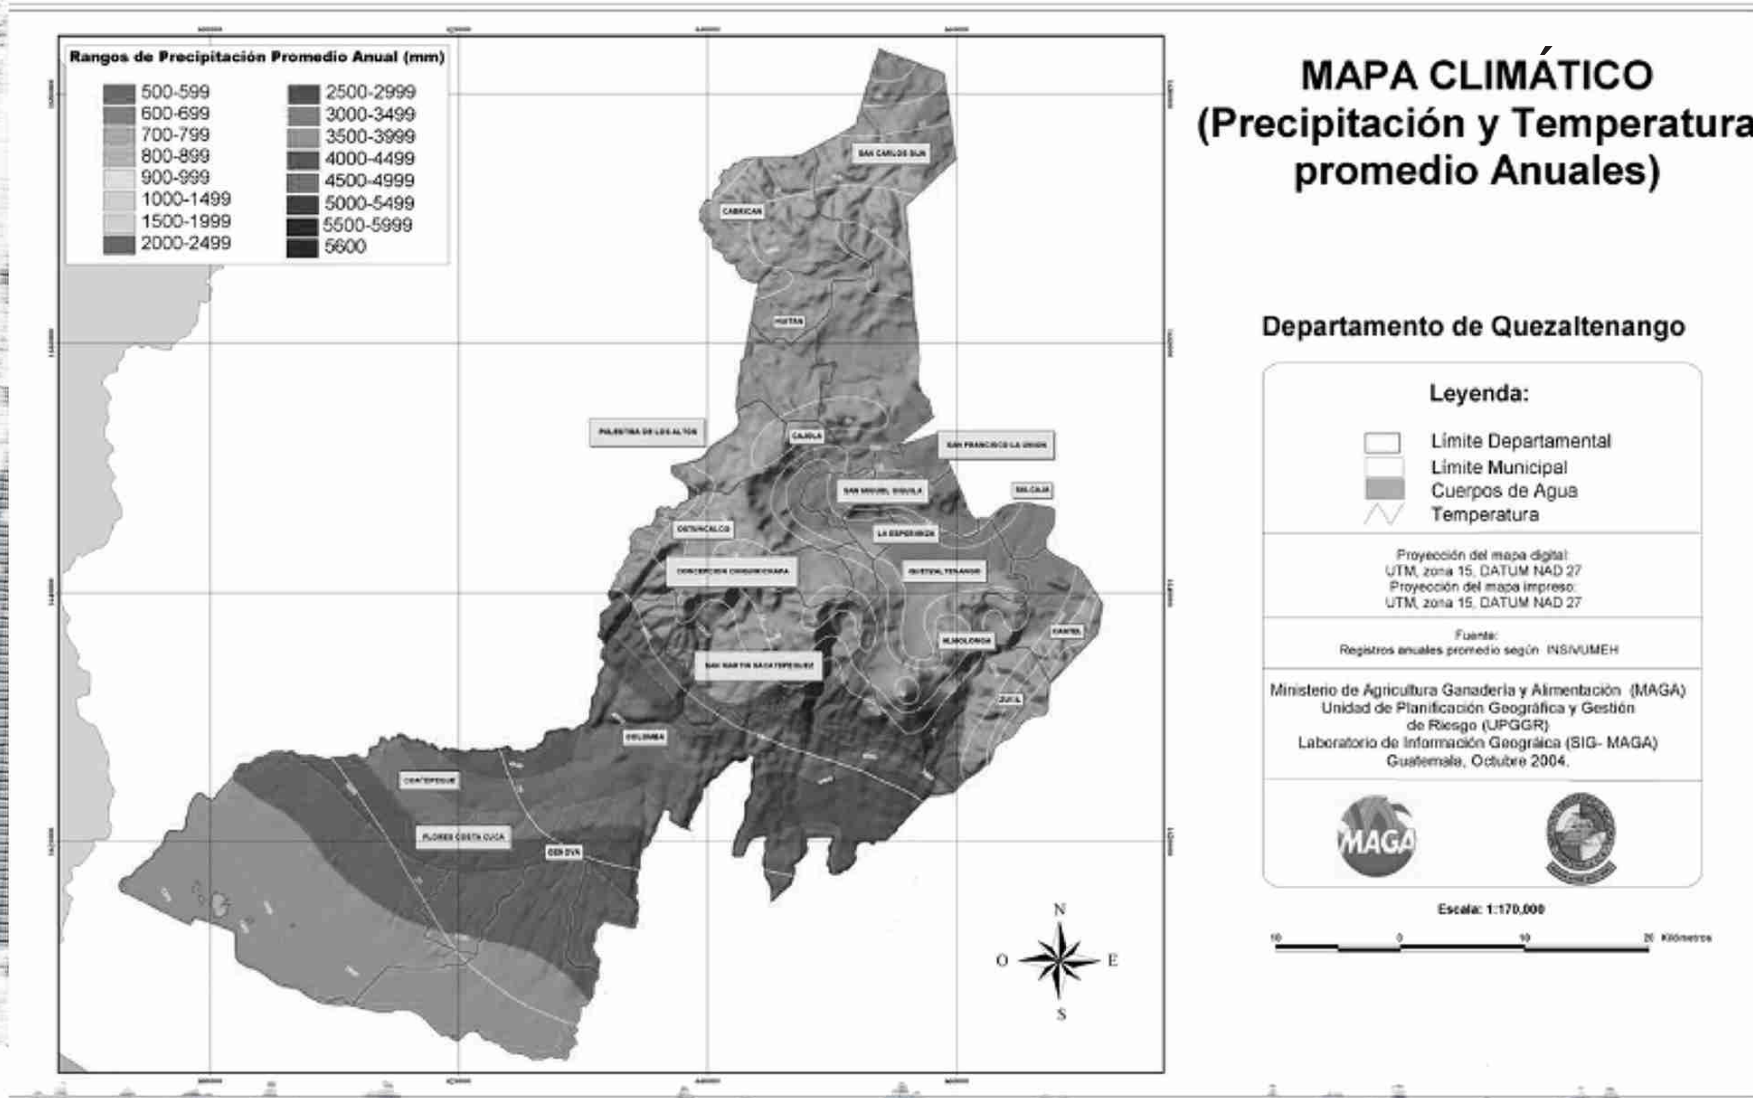 Rangos de Precipitación Promedio Anual (mm)
500-599
600-699
700-799
800-899
900-999
1000-1499
1500-1999
2000-2499
2500-2999
3000-3499
3500-3999
4000-4499
4500-4999
5000-5499
5500-5999
5600
MAPA CLIMÁTICO
(Precipitación y Temperatura
promedio Anuales)
Departamento de Quezaltenango
Leyenda:
Límite Departamental
Límite Municipal
Cuerpos de Agua
Temperatura
Proyección del mapa digital:
UTM, zona 15, DATUM NAD 27
Proyección del mapa impreso:
UTM, zona 15, DATUM NAD 27
Fuente:
Registros anuales promedio según INSIVUMEH
Ministerio de Agricultura Ganadería y Alimentación (MAGA)
Unidad de Planificación Geográfica y Gestión
de Riesgo (UPGGR)
Laboratorio de Información Geográica (SIG- MAGA)
Guatemala, Octubre 2004.
MAGA
Escala: 1:170,000
10 0 10 20 Kilómetros
SAN CARLOS SIJA
CABRICAN
HUITAN
PALESTINA DE LOS ALTOS
CAJOLA
SAN FRANCISCO LA UNION
SAN MIGUEL SIGUILA
SALCAJA
OSTUNCALCO
LA ESPERANZA
CONCEPCION CHIQUIRICHAPA
QUETZALTENANGO
ALMOLONGA
CANTEL
SAN MARTIN SACATEPEQUEZ
ZUNIL
COLOMBA
COATEPEQUE
FLORES COSTA CUCA
GENOVA
N
O
E
S